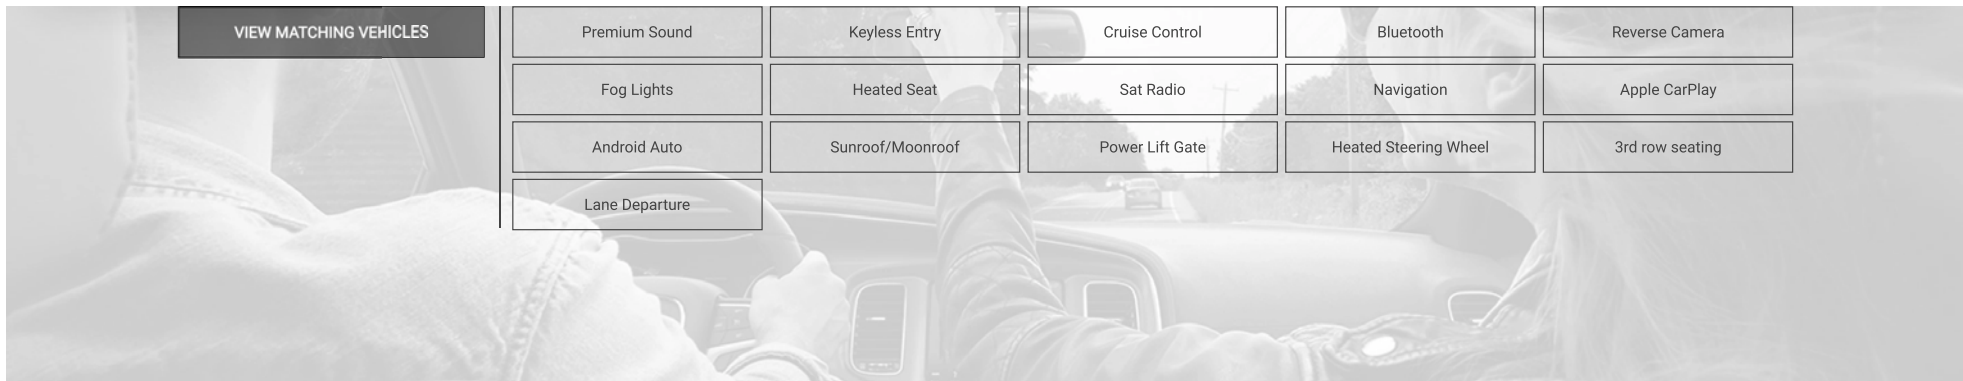 VIEW MATCHING VEHICLES
Premium Sound
Keyless Entry
Cruise Control
Bluetooth
Reverse Camera
Fog Lights
Heated Seat
Sat Radio
Navigation
Apple CarPlay
Android Auto
Sunroof/Moonroof
Power Lift Gate
Heated Steering Wheel
3rd row seating
Lane Departure